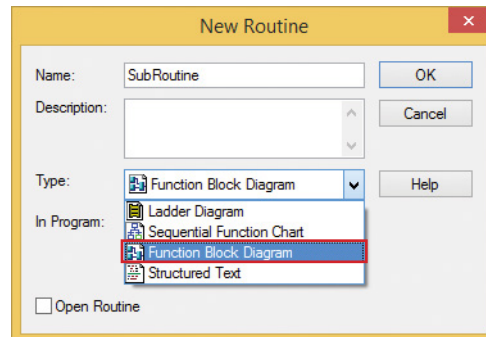 New Routine
Name: SubRoutine OK
Description: Cancel
Type: Function Block Diagram Help
Ladder Diagram
In Program:
Sequential Function Chart
Function Block Diagram
Structured Text
Open Routine